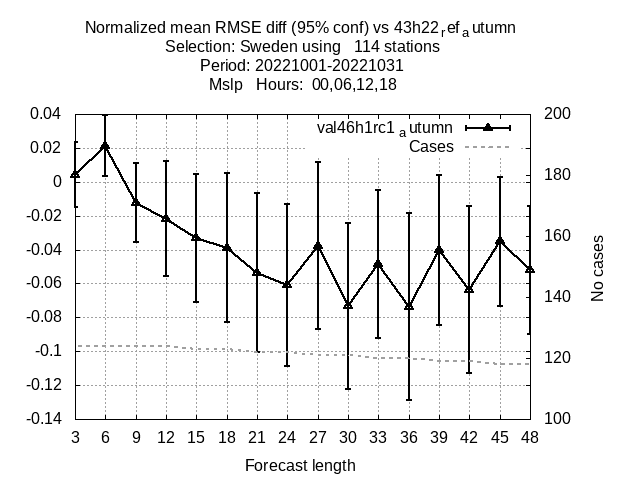 Normalized mean RMSE diff (95% conf) vs 43h22refautumn
Selection: Sweden using 114 stations
Period: 20221001-20221031
Mslp Hours: 00,06,12,18
val46h1rc1autumn
Cases
0.04
0.02
0
-0.02
-0.04
-0.06
-0.08
-0.1
-0.12
-0.14
200
180
160
140
120
100
No cases
3 6 9 12 15 18 21 24 27 30 33 36 39 42 45 48
Forecast length